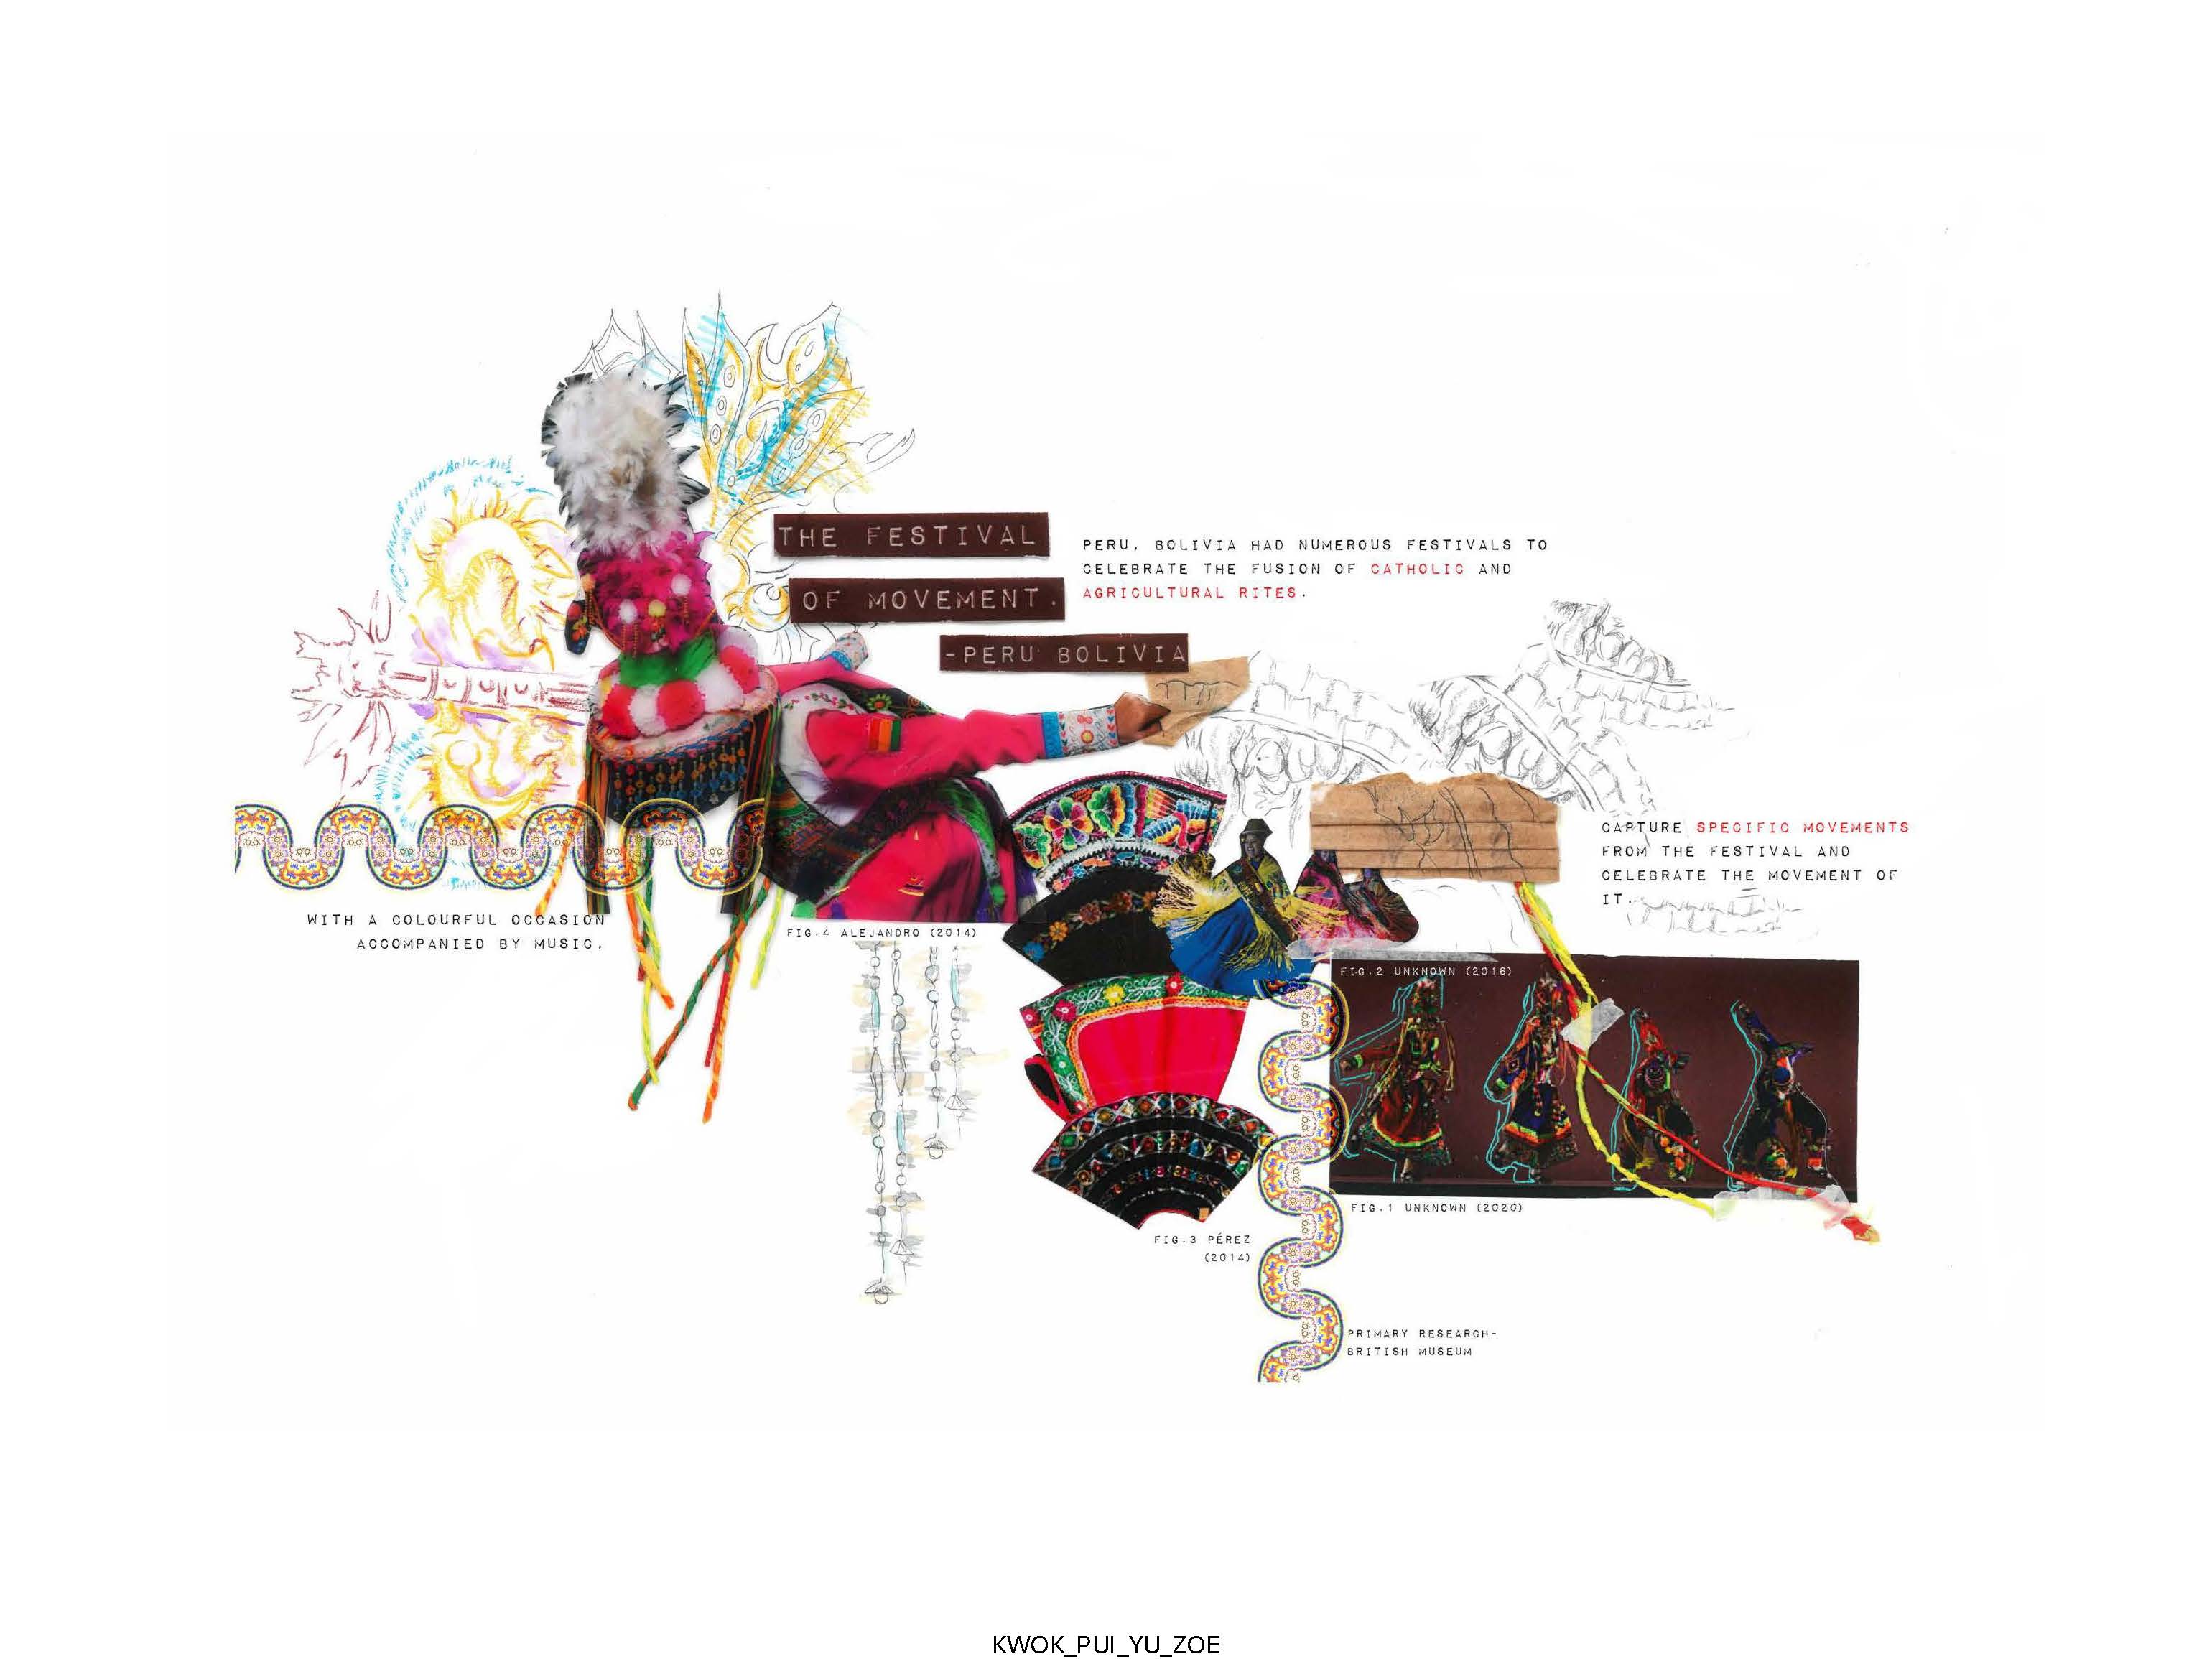 THE FESTIVAL
OF MOVEMENT.
-PERU BOLIVIA
PERU, BOLIVIA HAD NUMEROUS FESTIVALS TO
CELEBRATE THE FUSION OF CATHOLIC AND
AGRICULTURAL RITES.
CAPTURE SPECIFIC MOVEMENTS
FROM THE FESTIVAL AND
CELEBRATE THE MOVEMENT OF
IT.
WITH A COLOURFUL OCCASION
ACCOMPANIED BY MUSIC.
FIG.4 ALEJANDRO (2014)
FIG.2 UNKNOWN (2016)
FIG.1 UNKNOWN (2020)
FIG.3 PÉREZ
(2014)
PRIMARY RESEARCH-
BRITISH MUSEUM
KWOK_PUI_YU_ZOE